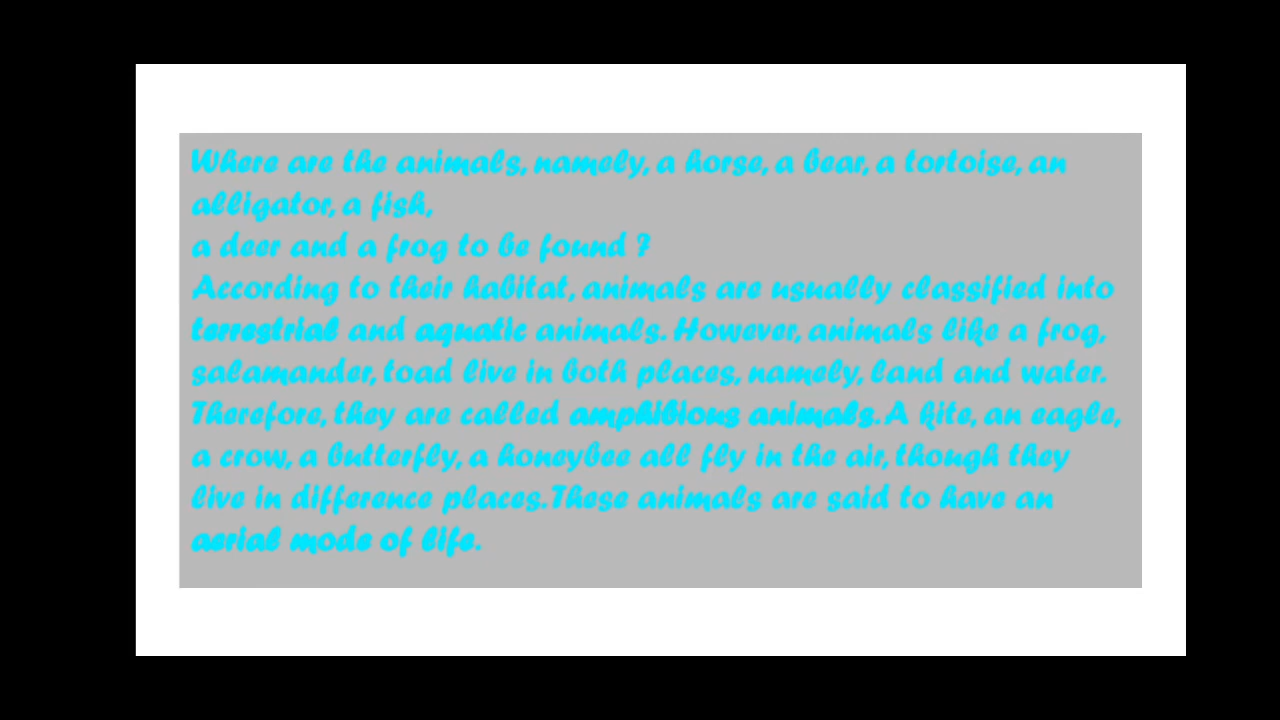 Where are the animals, namely, a horse, a bear, a tortoise, an
alligator, a fish,
a deer and a frog to be found ?
According to their habitat, animals are usually classified into
terrestrial and aquatic animals. However, animals like a frog,
salamander, toad live in both places, namely, land and water.
Therefore, they are called amphibious animals. A kite, an eagle,
a crow, a butterfly, a honeybee all fly in the air, though they
live in difference places. These animals are said to have an
aerial mode of life.